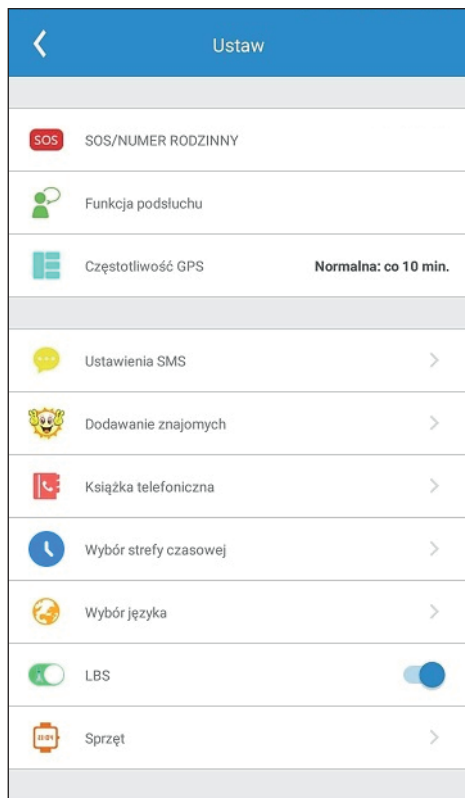 Ustaw
SOS SOS/NUMER RODZINNY
Funkcja podsłuchu
Częstotliwość GPS Normalna: co 10 min.
Ustawienia SMS
Dodawanie znajomych
Książka telefoniczna
Wybór strefy czasowej
Wybór języka
LBS
Sprzęt